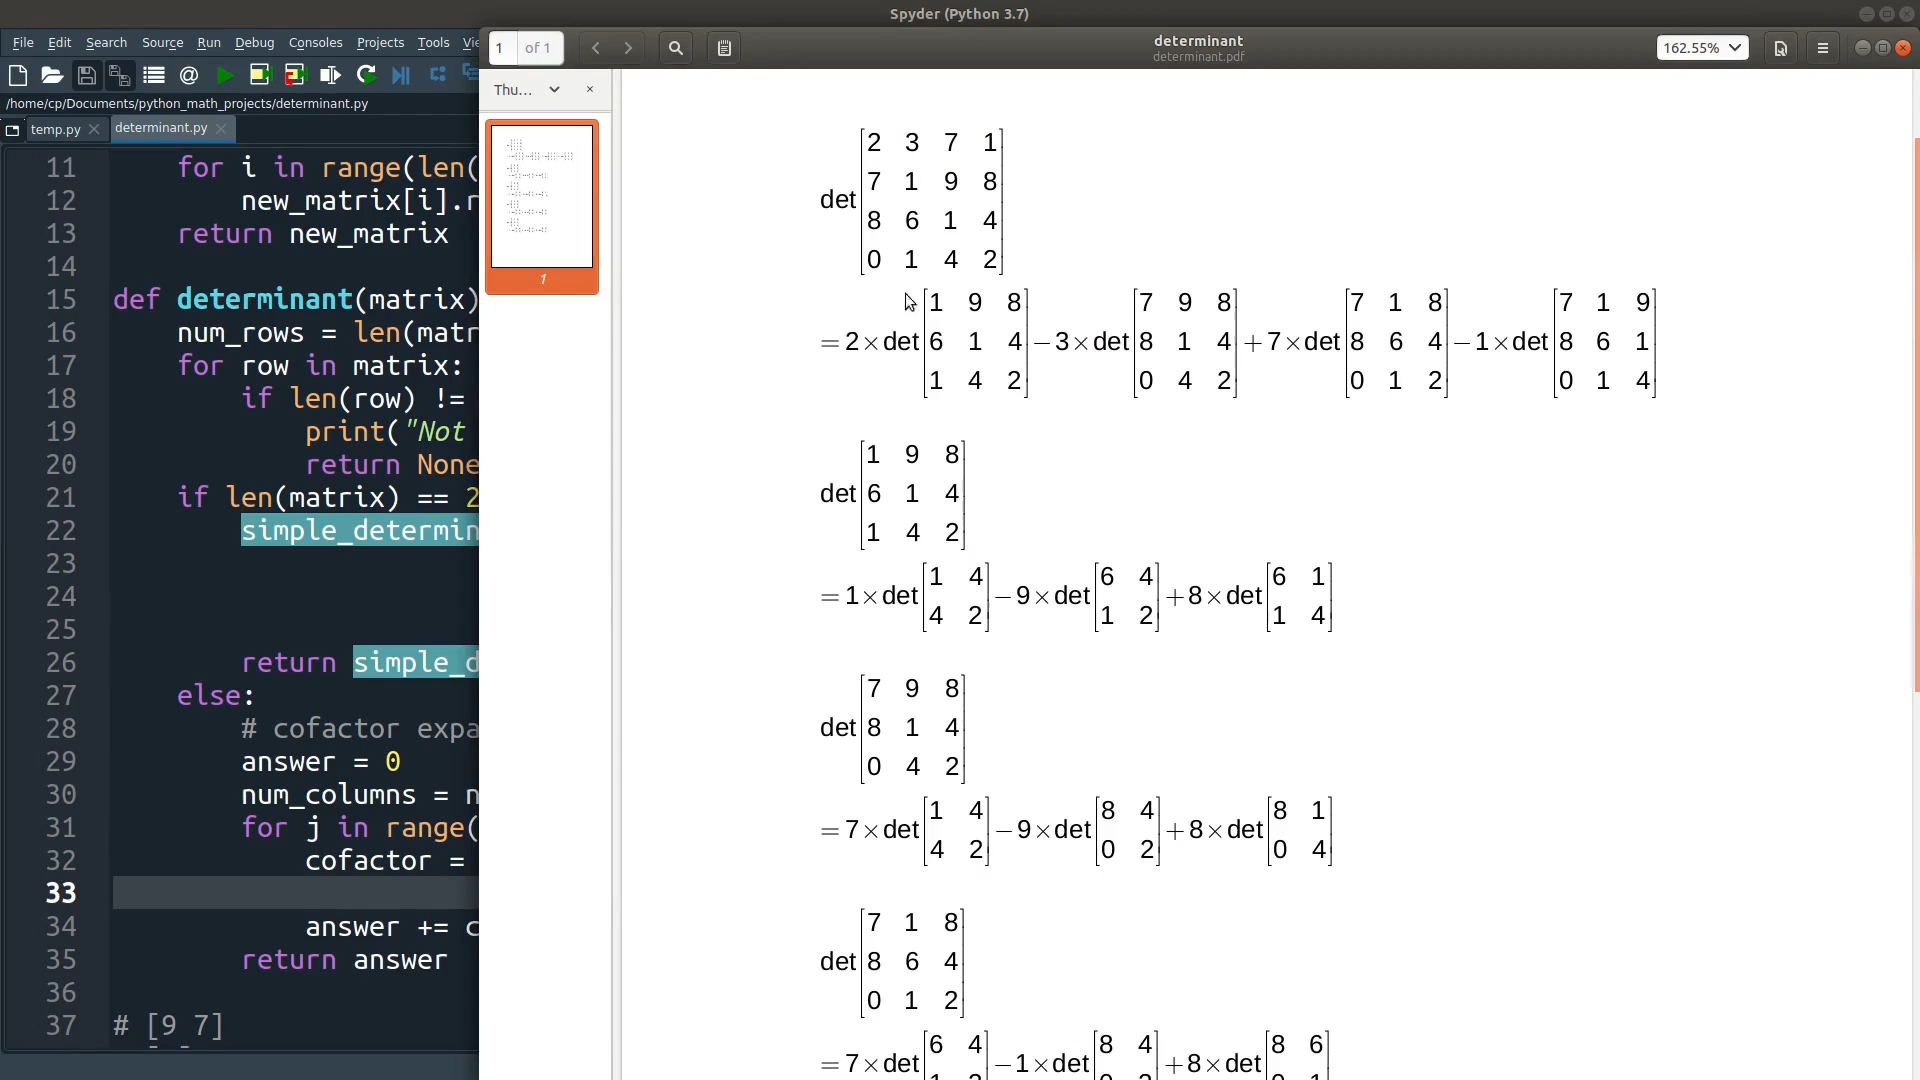 Spyder (Python 3.7)
File Edit Search Source Run Debug Consoles Projects Tools
/home/cp/Documents/python_math_projects/determinant.py
temp.py determinant.py
11 for i in range(len(
12 new_matrix[i].r
13 return new_matrix
14
15 def determinant(matrix)
16 num_rows = len(matr
17 for row in matrix:
18 if len(row) !=
19 print("Not
20 return None
21 if len(matrix) == 2
22 simple_determin
23
24
25
26 return simple_d
27 else:
28 # cofactor expa
29 answer = 0
30 num_columns = n
31 for j in range(
32 cofactor =
33
34 answer += c
35 return answer
36
37 # [9 7]
1 of 1
determinant
determinant.pdf
162.55%
Thu...
1
2 3 7 1
7 1 9 8
det
8 6 1 4
0 1 4 2
1 9 8 7 9 8 7 1 8 7 1 9
=2×det 6 1 4 −3×det 8 1 4 +7×det 8 6 4 −1×det 8 6 1
1 4 2 0 4 2 0 1 2 0 1 4
1 9 8
det 6 1 4
1 4 2
1 4 6 4 6 1
=1×det −9×det +8×det
4 2 1 2 1 4
7 9 8
det 8 1 4
0 4 2
1 4 8 4 8 1
=7×det −9×det +8×det
4 2 0 2 0 4
7 1 8
det 8 6 4
0 1 2
6 4 8 4 8 6
=7×det −1×det +8×det